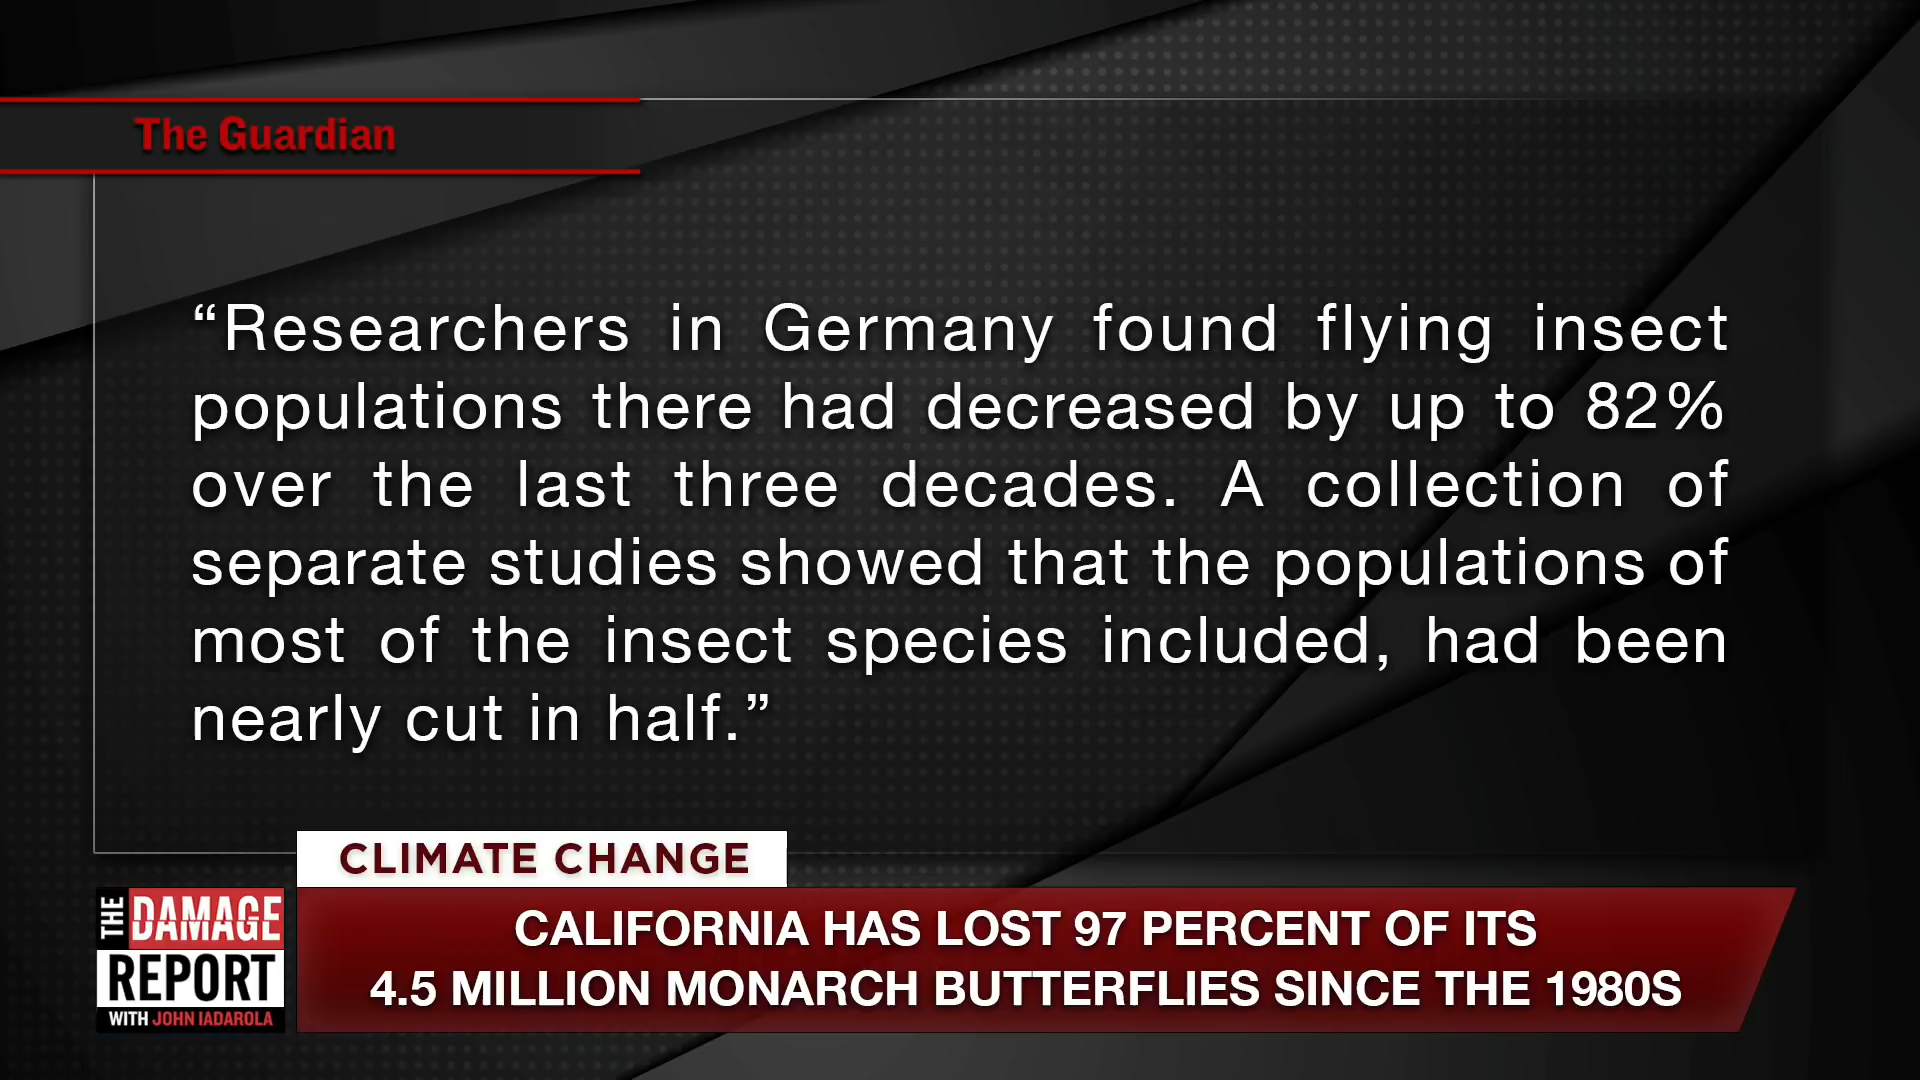 The Guardian
“Researchers in Germany found flying insect
populations there had decreased by up to 82%
over the last three decades. A collection of
separate studies showed that the populations of
most of the insect species included, had been
nearly cut in half.”
CLIMATE CHANGE
CALIFORNIA HAS LOST 97 PERCENT OF ITS
4.5 MILLION MONARCH BUTTERFLIES SINCE THE 1980S
THE DAMAGE
REPORT
WITH JOHN IADAROLA